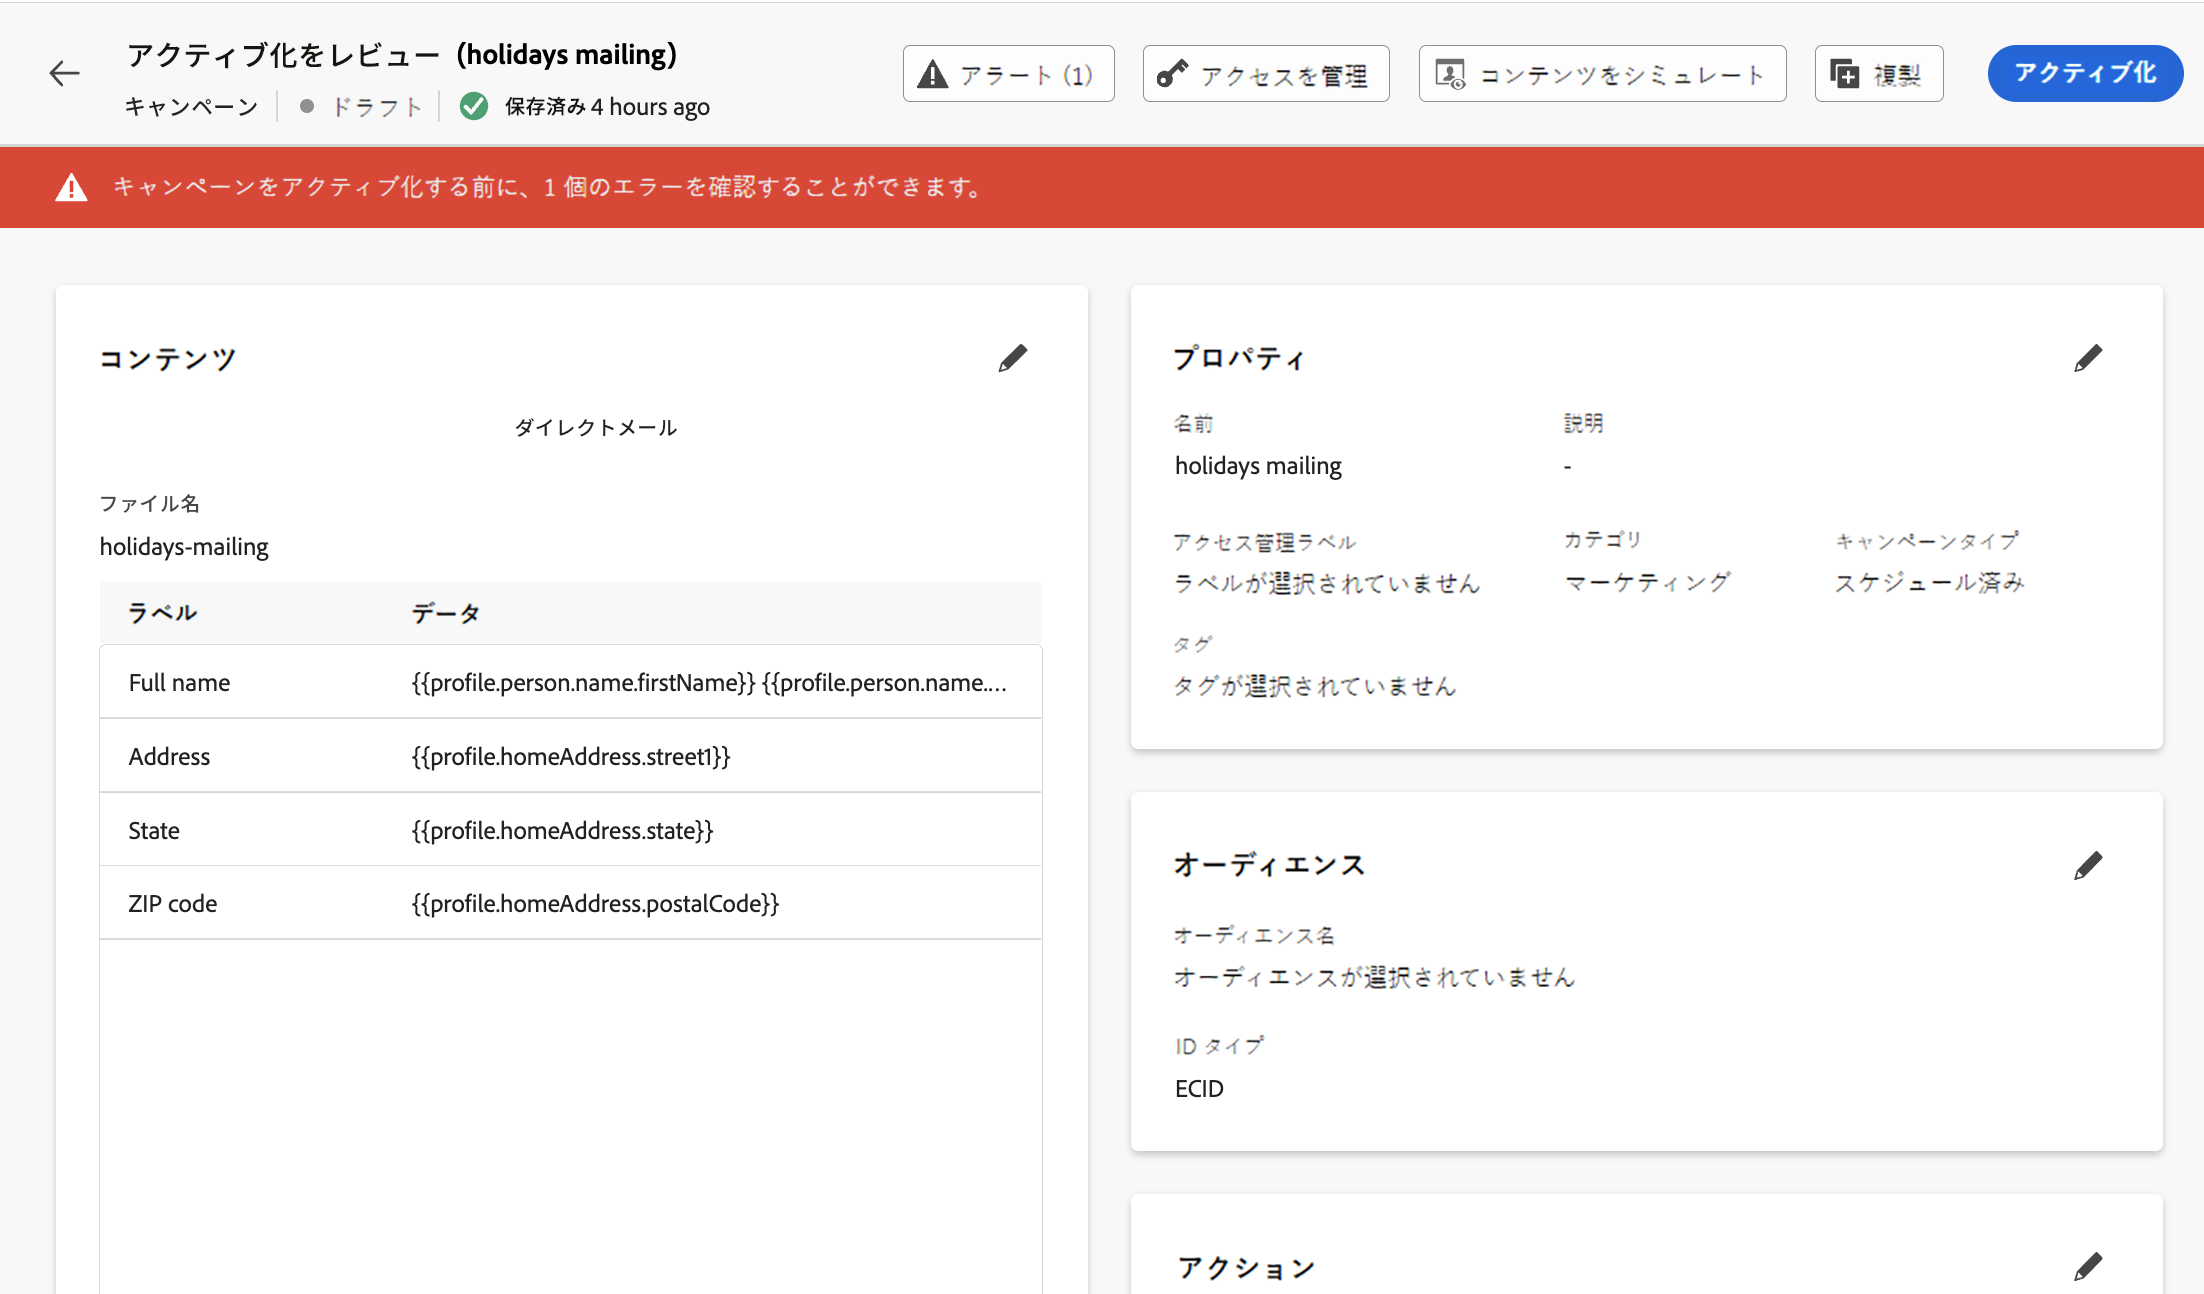 アクティブ化をレビュー (holidays mailing)
キャンペーン ドラフト 保存済み 4 hours ago
アラート (1)
アクセスを管理
コンテンツをシミュレート
複製
アクティブ化
キャンペーンをアクティブ化する前に、1 個のエラーを確認することができます。
コンテンツ
ダイレクトメール
ファイル名
holidays-mailing
ラベル データ
Full name {{profile.person.name.firstName}} {{profile.person.name....
Address {{profile.homeAddress.street1}}
State {{profile.homeAddress.state}}
ZIP code {{profile.homeAddress.postalCode}}
プロパティ
名前 説明
holidays mailing -
アクセス管理ラベル カテゴリ キャンペーンタイプ
ラベルが選択されていません マーケティング スケジュール済み
タグ
タグが選択されていません
オーディエンス
オーディエンス名
オーディエンスが選択されていません
ID タイプ
ECID
アクション